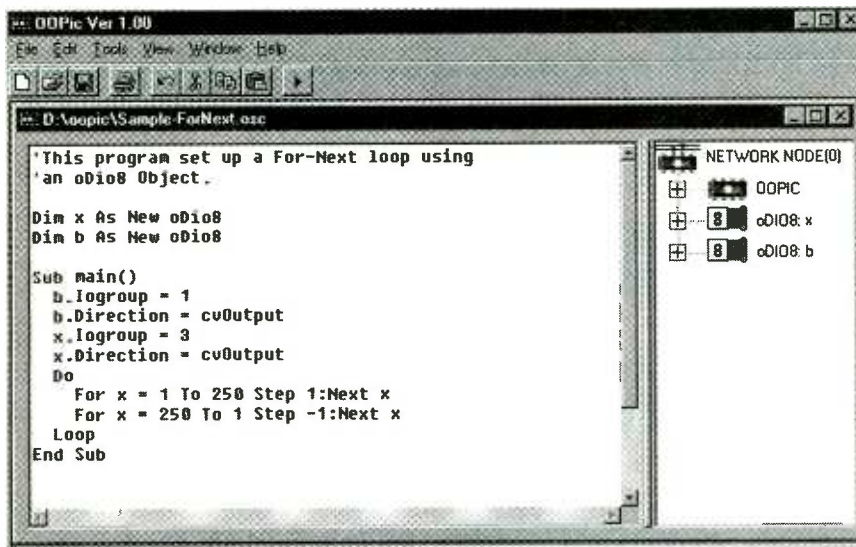 OOPic Ver 1.00
File Edit Tools View Window Help
D:\oopic\Sample-ForNext.osc
'This program set up a For-Next loop using
'an oDio8 Object.
Dim x As New oDio8
Dim b As New oDio8
Sub main()
b.Iogroup = 1
b.Direction = cvOutput
x.Iogroup = 3
x.Direction = cvOutput
Do
For x = 1 To 250 Step 1:Next x
For x = 250 To 1 Step -1:Next x
Loop
End Sub
NETWORK NODE(0)
OOPIC
8 oDIO8: x
8 oDIO8: b